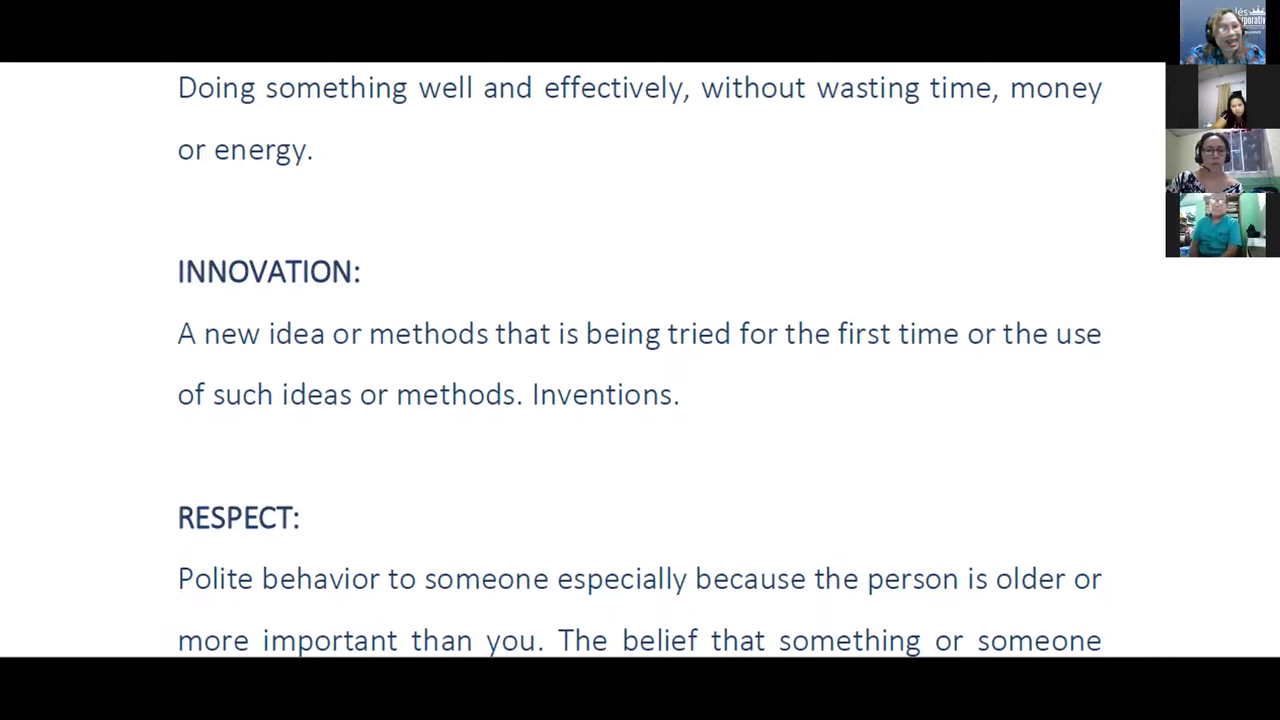 Doing something well and effectively, without wasting time, money
or energy.
INNOVATION:
A new idea or methods that is being tried for the first time or the use
of such ideas or methods. Inventions.
RESPECT:
Polite behavior to someone especially because the person is older or
more important than you. The belief that something or someone